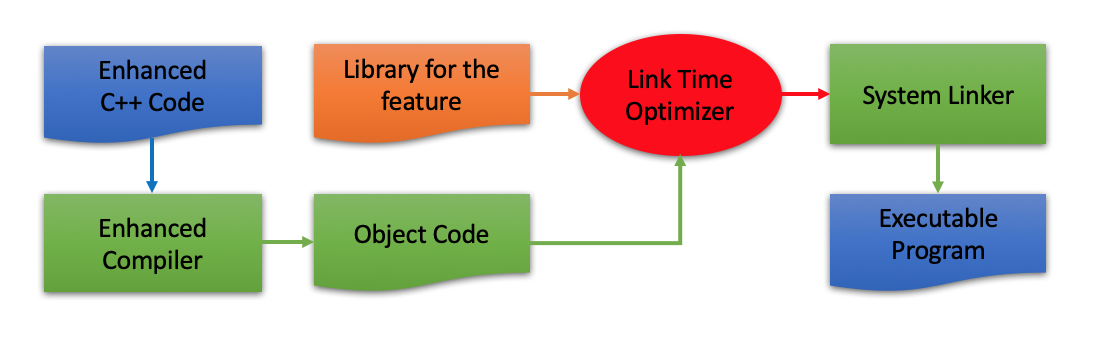 Enhanced
C++ Code
Library for the
feature
Link Time
Optimizer
System Linker
Enhanced
Compiler
Object Code
Executable
Program